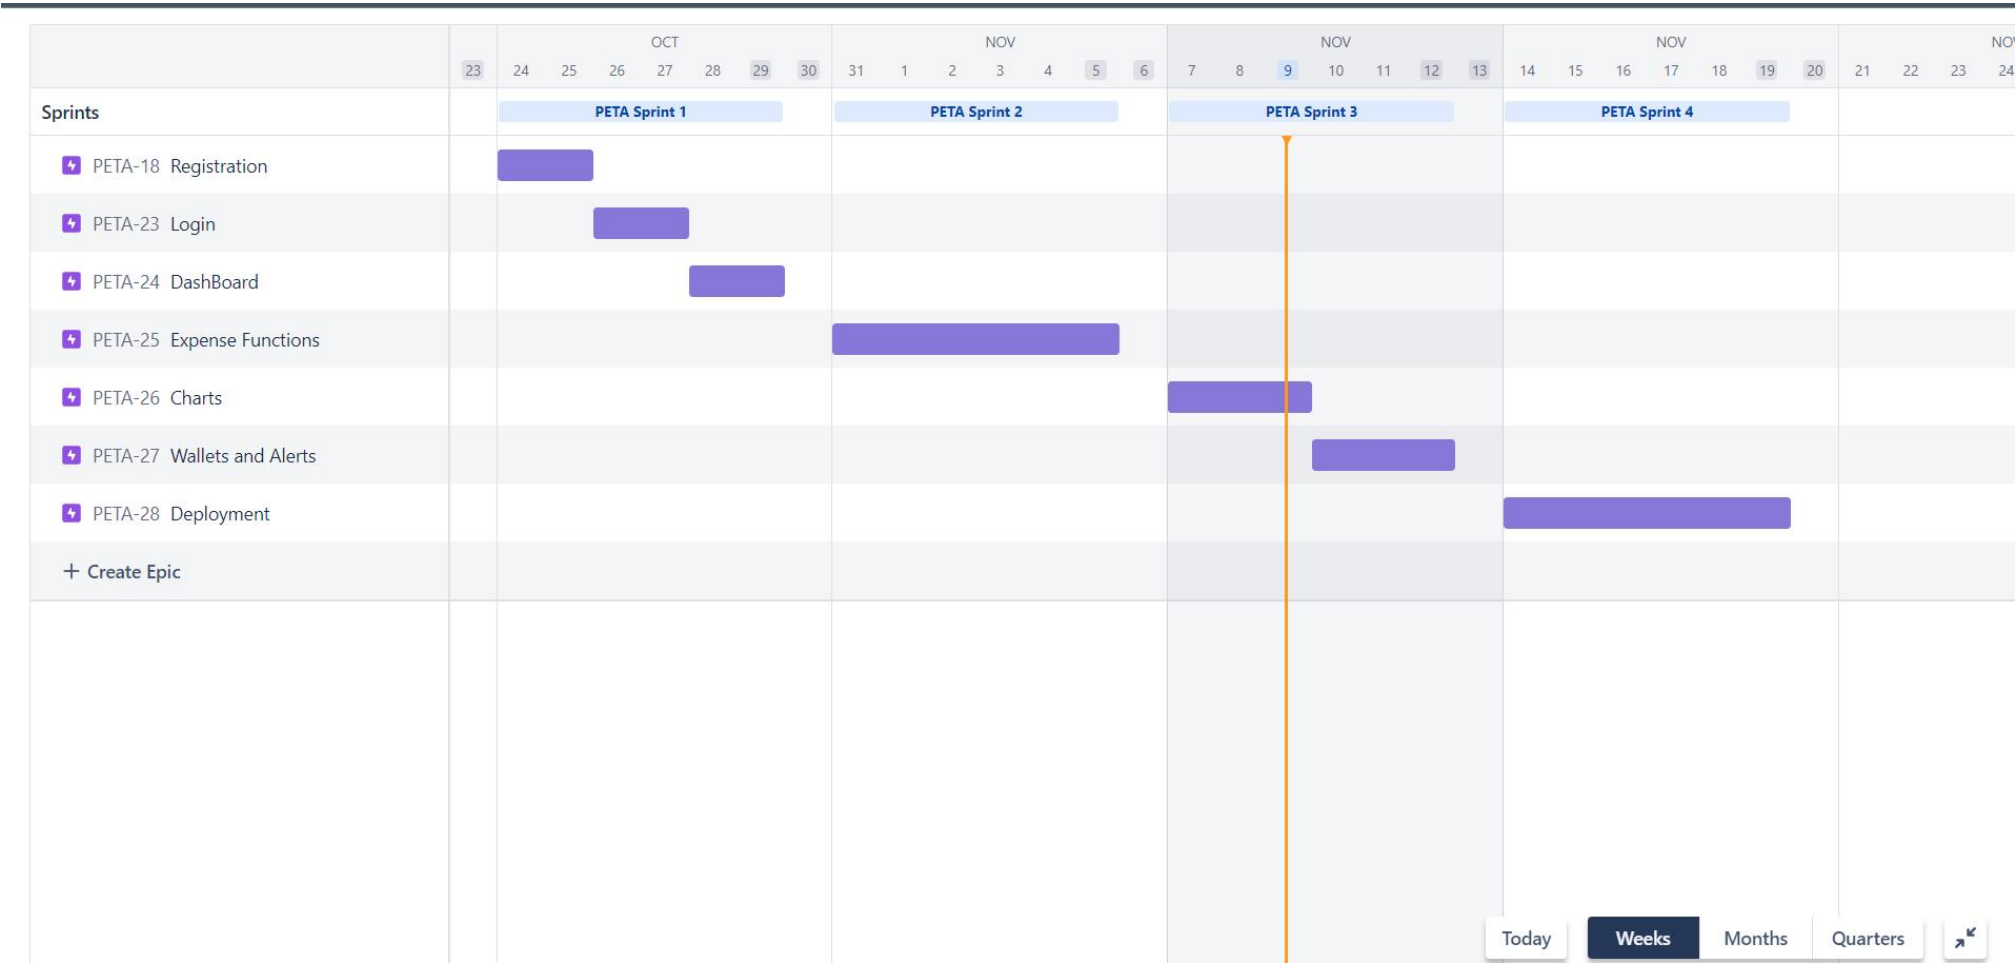 OCT NOV NOV NOV NOV
23 24 25 26 27 28 29 30 31 1 2 3 4 5 6 7 8 9 10 11 12 13 14 15 16 17 18 19 20 21 22 23 24
Sprints PETA Sprint 1 PETA Sprint 2 PETA Sprint 3 PETA Sprint 4
PETA-18 Registration
PETA-23 Login
PETA-24 DashBoard
PETA-25 Expense Functions
PETA-26 Charts
PETA-27 Wallets and Alerts
PETA-28 Deployment
+ Create Epic
Today Weeks Months Quarters